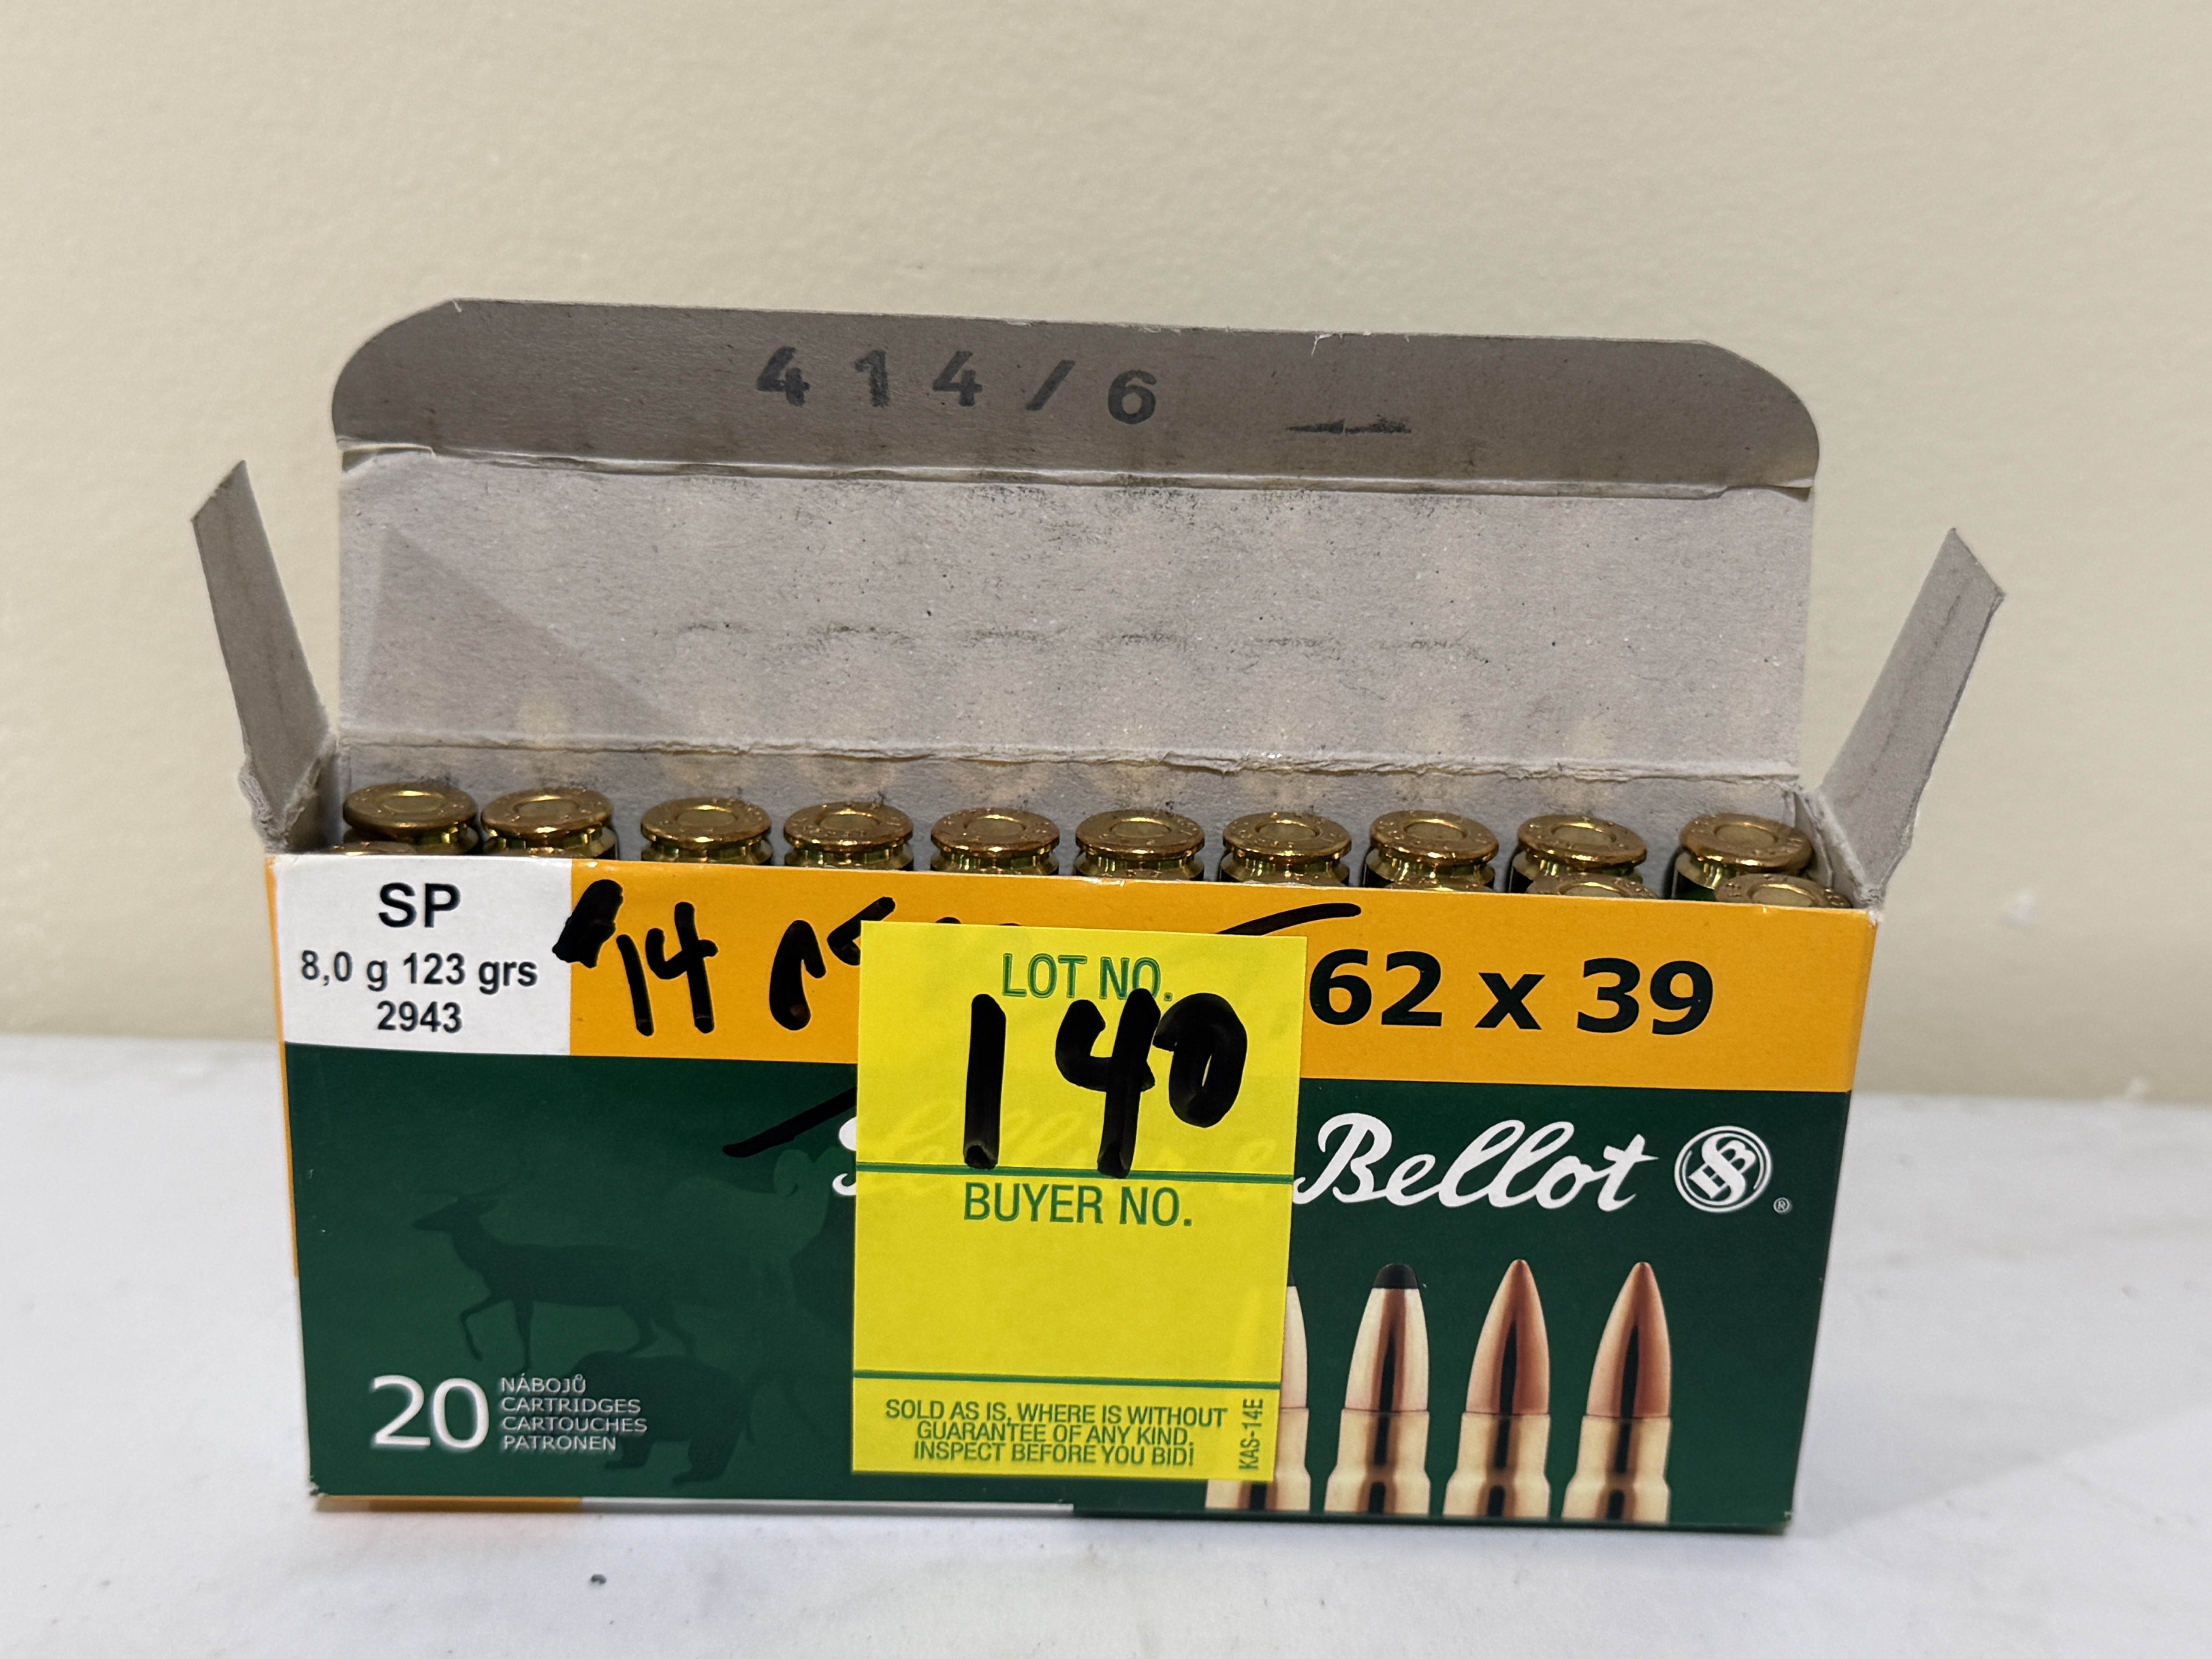 414/6
SP
8,0 g 123 grs
2943
14
62 x 39
LOT NO.
140
Bellot
®
BUYER NO.
20 NÁBOJŮ
CARTRIDGES
CARTOUCHES
PATRONEN
SOLD AS IS, WHERE IS WITHOUT
GUARANTEE OF ANY KIND.
INSPECT BEFORE YOU BID!
KAS-14E